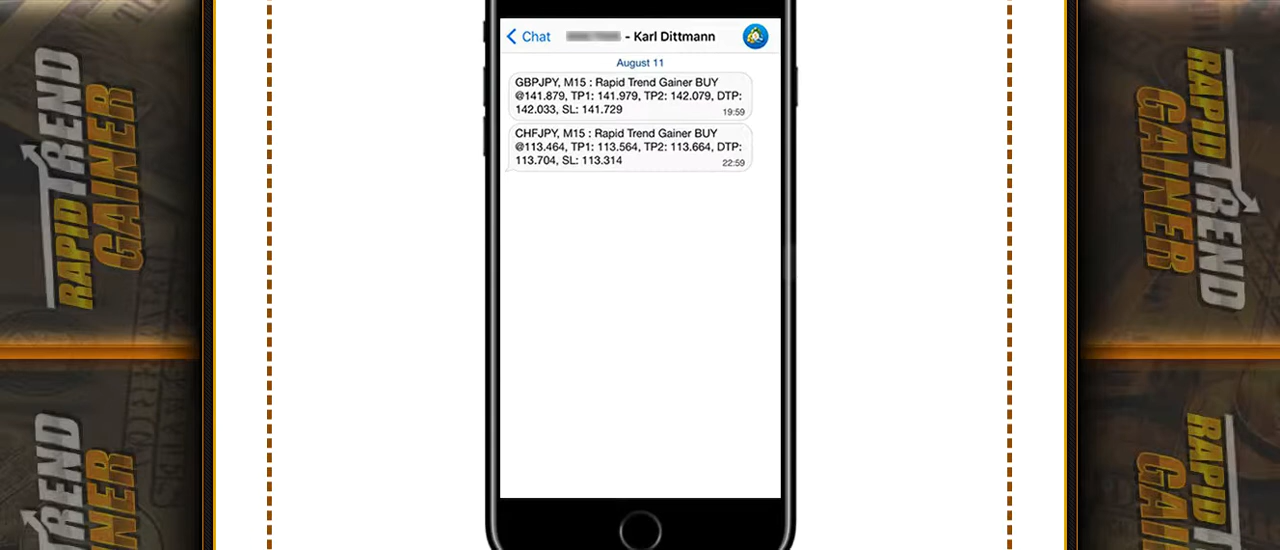 RAPID TREND
GAINER
TREND
GAINER
Chat
- Karl Dittmann
August 11
GBPJPY, M15 : Rapid Trend Gainer BUY
@141.879, TP1: 141.979, TP2: 142.079, DTP:
142.033, SL: 141.729
19:59
CHFJPY, M15 : Rapid Trend Gainer BUY
@113.464, TP1: 113.564, TP2: 113.664, DTP:
113.704, SL: 113.314
22:59
RAPID TREND
GAINER
RAPID
GAINER